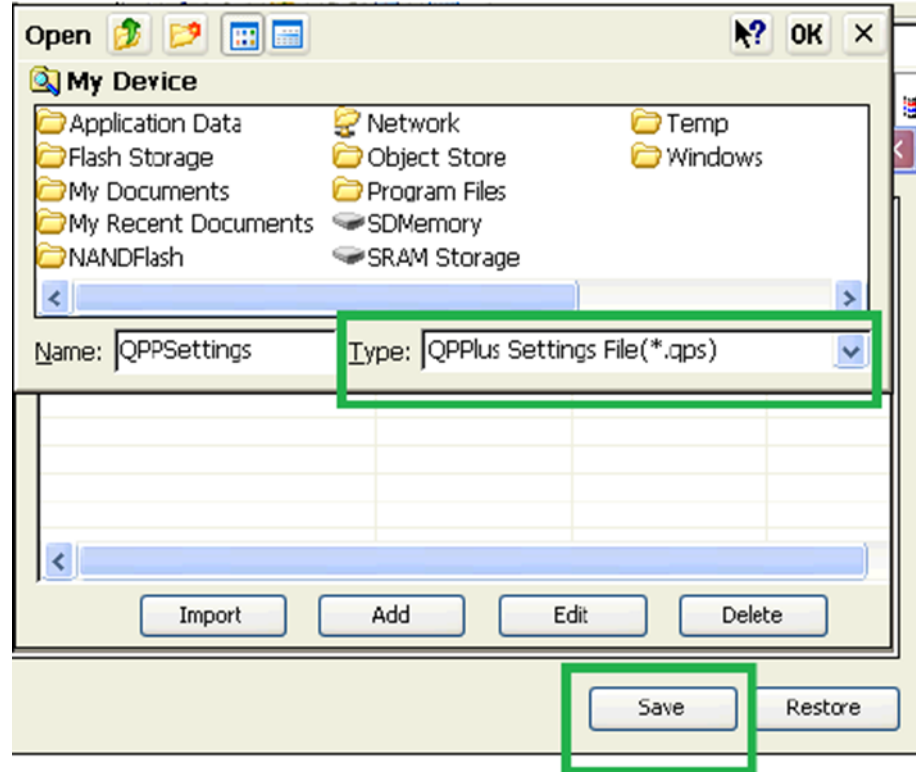 Open ? OK ×
My Device
Application Data Network Temp
Flash Storage Object Store Windows
My Documents Program Files
My Recent Documents SDMemory
NANDFlash SRAM Storage
Name: QPPSettings Type: QPPlus Settings File(*.qps)
Import Add Edit Delete
Save Restore